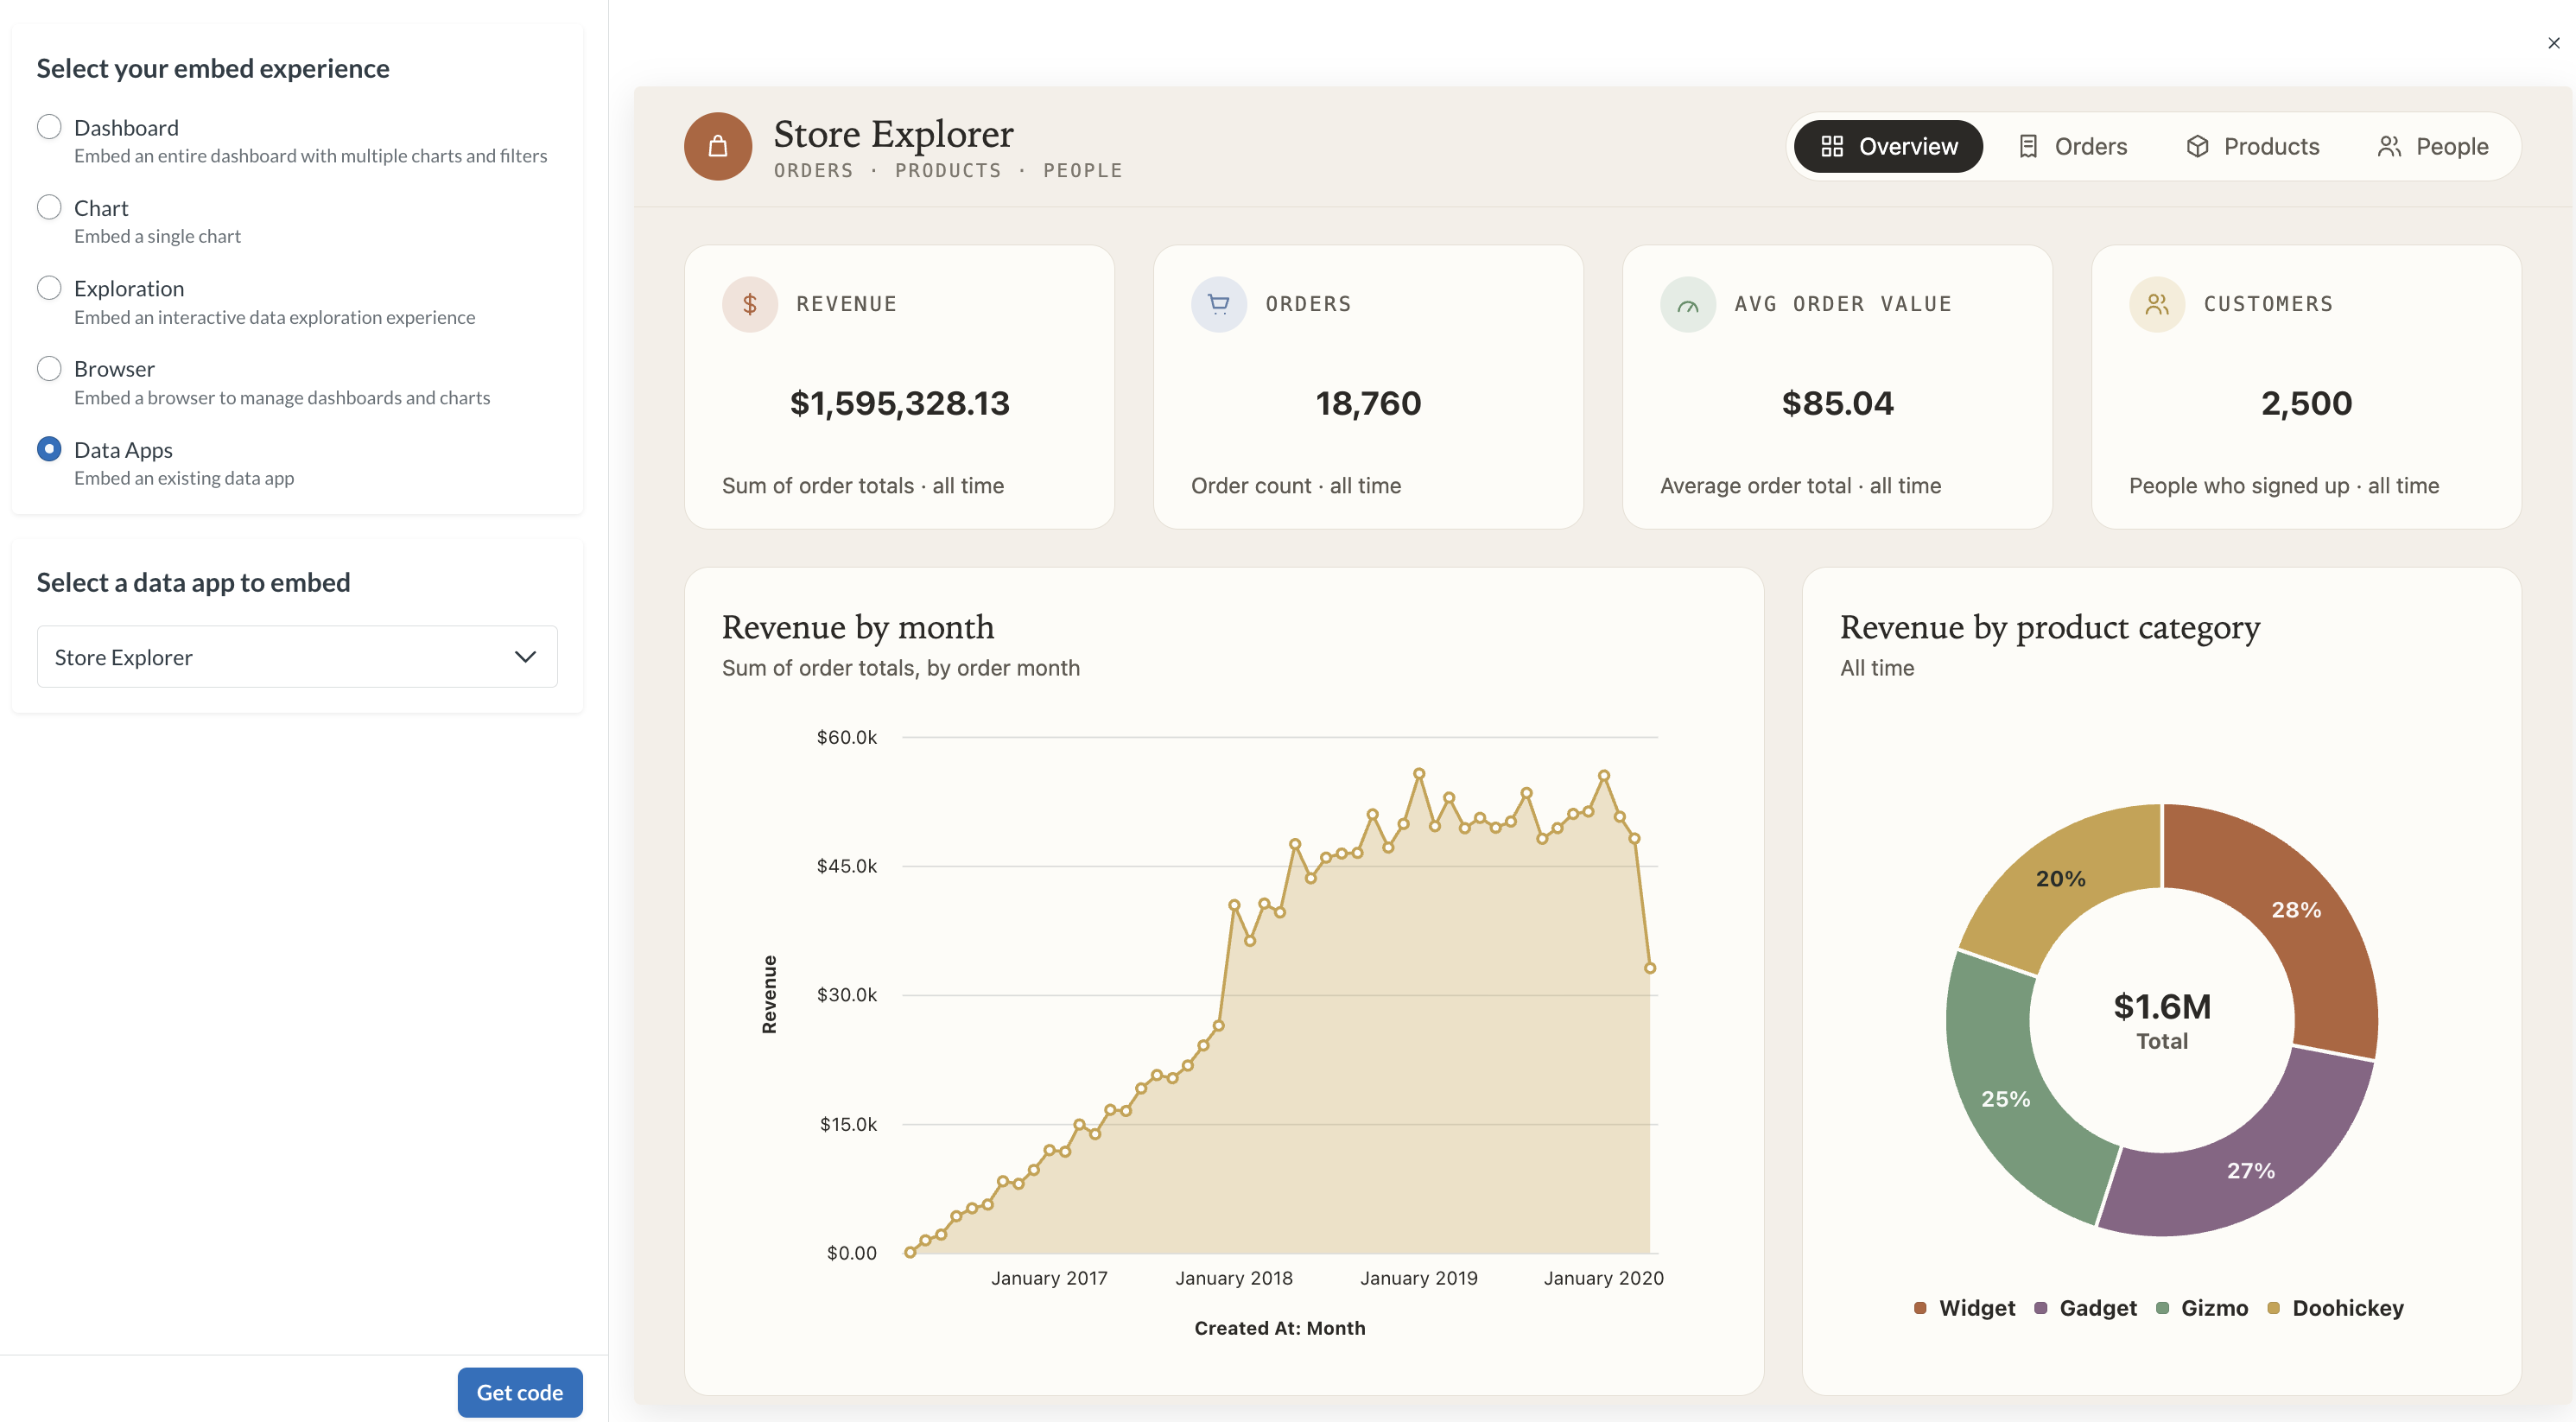 Select your embed experience
Dashboard
Embed an entire dashboard with multiple charts and filters
Chart
Embed a single chart
Exploration
Embed an interactive data exploration experience
Browser
Embed a browser to manage dashboards and charts
Data Apps
Embed an existing data app
Select a data app to embed
Store Explorer
Get code
Store Explorer
ORDERS · PRODUCTS · PEOPLE
Overview
Orders
Products
People
REVENUE
$1,595,328.13
Sum of order totals · all time
ORDERS
18,760
Order count · all time
AVG ORDER VALUE
$85.04
Average order total · all time
CUSTOMERS
2,500
People who signed up · all time
Revenue by month
Sum of order totals, by order month
Revenue
$60.0k
$45.0k
$30.0k
$15.0k
$0.00
January 2017
January 2018
January 2019
January 2020
Created At: Month
Revenue by product category
All time
20%
28%
25%
27%
$1.6M
Total
Widget
Gadget
Gizmo
Doohickey